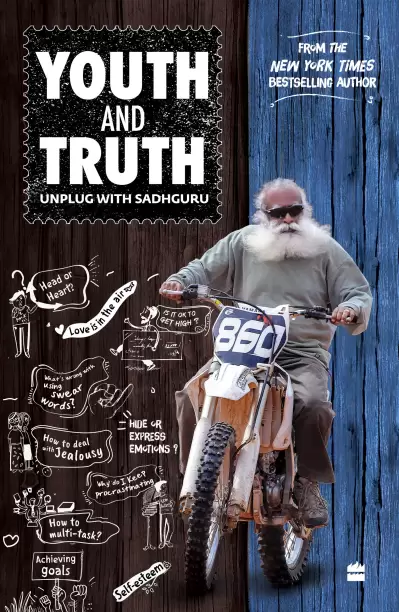 YOUTH
AND
TRUTH
UNPLUG WITH SADHGURU
FROM THE
NEW YORK TIMES
BESTSELLING AUTHOR
Head or
Heart?
Love is in the air
IS IT OK TO
GET HIGH?
What's wrong with
using
swear
words?
HIDE OR
EXPRESS
EMOTIONS?
How to deal
with Jealousy
Why do I keep
procrastinating
How to
multi-task?
Achieving
goals
Self-esteem
860